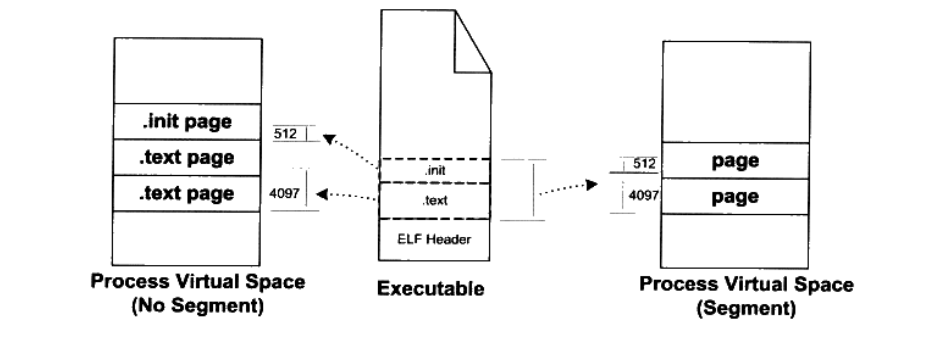 .init page
.text page
.text page
512
4097
Process Virtual Space
(No Segment)
.init
.text
ELF Header
Executable
512
4097
page
page
Process Virtual Space
(Segment)